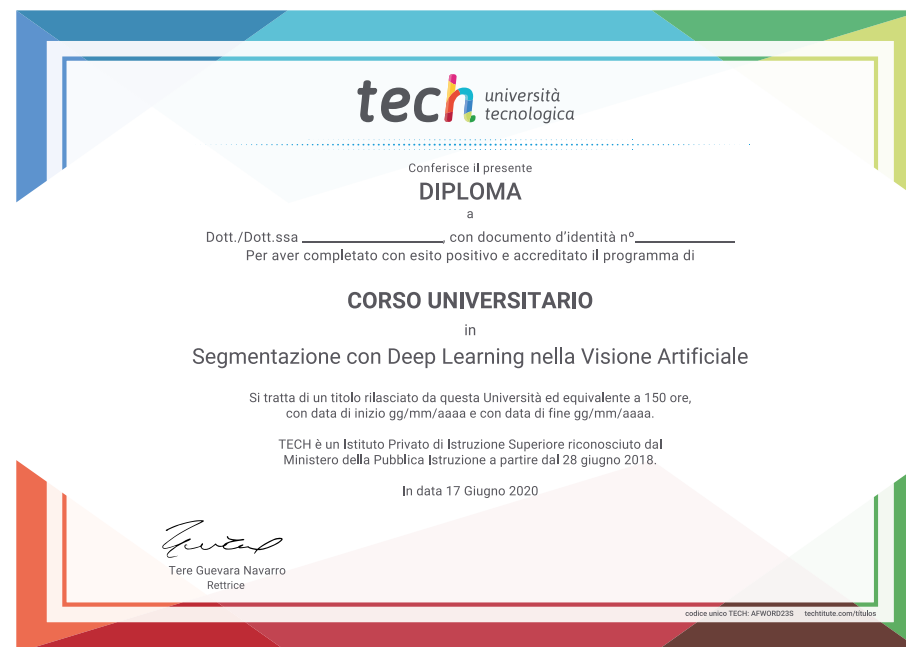 tech università
tecnologica
Conferisce il presente
DIPLOMA
a
Dott./Dott.ssa ____________________, con documento d'identità nº______________
Per aver completato con esito positivo e accreditato il programma di
CORSO UNIVERSITARIO
in
Segmentazione con Deep Learning nella Visione Artificiale
Si tratta di un titolo rilasciato da questa Università ed equivalente a 150 ore,
con data di inizio gg/mm/aaaa e con data di fine gg/mm/aaaa.
TECH è un Istituto Privato di Istruzione Superiore riconosciuto dal
Ministero della Pubblica Istruzione a partire dal 28 giugno 2018.
In data 17 Giugno 2020
Tere Guevara Navarro
Rettrice
codice unico TECH: AFWORD23S techtitute.com/titulos